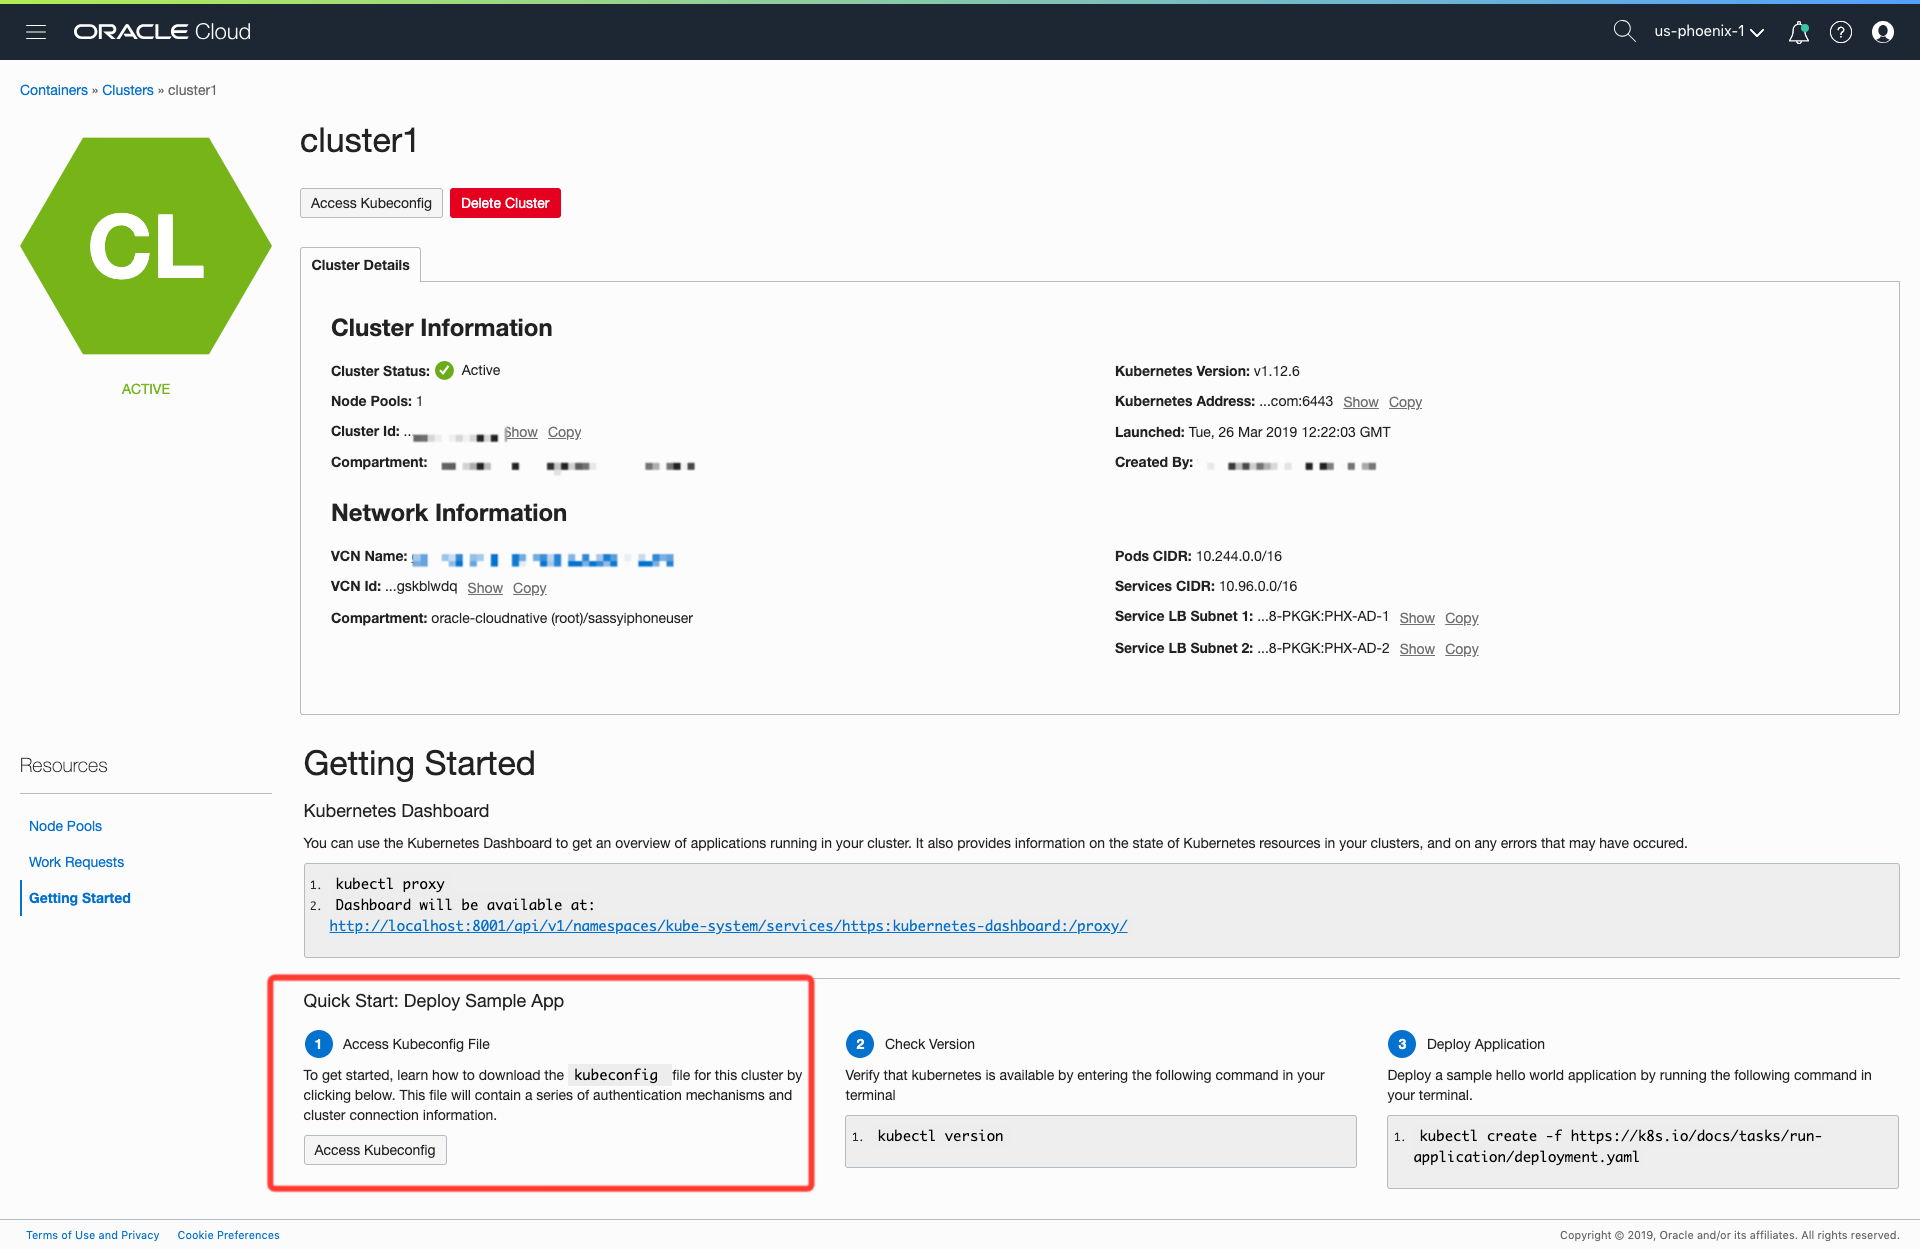 ORACLE Cloud
us-phoenix-1
Containers » Clusters » cluster1
CL
ACTIVE
cluster1
Access Kubeconfig
Delete Cluster
Cluster Details
Cluster Information
Cluster Status: Active
Node Pools: 1
Cluster Id: .. Show Copy
Compartment:
Kubernetes Version: v1.12.6
Kubernetes Address: ...com:6443 Show Copy
Launched: Tue, 26 Mar 2019 12:22:03 GMT
Created By:
Network Information
VCN Name:
VCN Id: ...gskblwdq Show Copy
Compartment: oracle-cloudnative (root)/sassyiphoneuser
Pods CIDR: 10.244.0.0/16
Services CIDR: 10.96.0.0/16
Service LB Subnet 1: ...8-PKGK:PHX-AD-1 Show Copy
Service LB Subnet 2: ...8-PKGK:PHX-AD-2 Show Copy
Resources
Node Pools
Work Requests
Getting Started
Getting Started
Kubernetes Dashboard
You can use the Kubernetes Dashboard to get an overview of applications running in your cluster. It also provides information on the state of Kubernetes resources in your clusters, and on any errors that may have occured.
1. kubectl proxy
2. Dashboard will be available at:
http://localhost:8001/api/v1/namespaces/kube-system/services/https:kubernetes-dashboard:/proxy/
Quick Start: Deploy Sample App
1 Access Kubeconfig File
To get started, learn how to download the kubeconfig file for this cluster by
clicking below. This file will contain a series of authentication mechanisms and
cluster connection information.
Access Kubeconfig
2 Check Version
Verify that kubernetes is available by entering the following command in your
terminal
1. kubectl version
3 Deploy Application
Deploy a sample hello world application by running the following command in
your terminal.
1. kubectl create -f https://k8s.io/docs/tasks/run-
application/deployment.yaml
Terms of Use and Privacy
Cookie Preferences
Copyright © 2019, Oracle and/or its affiliates. All rights reserved.